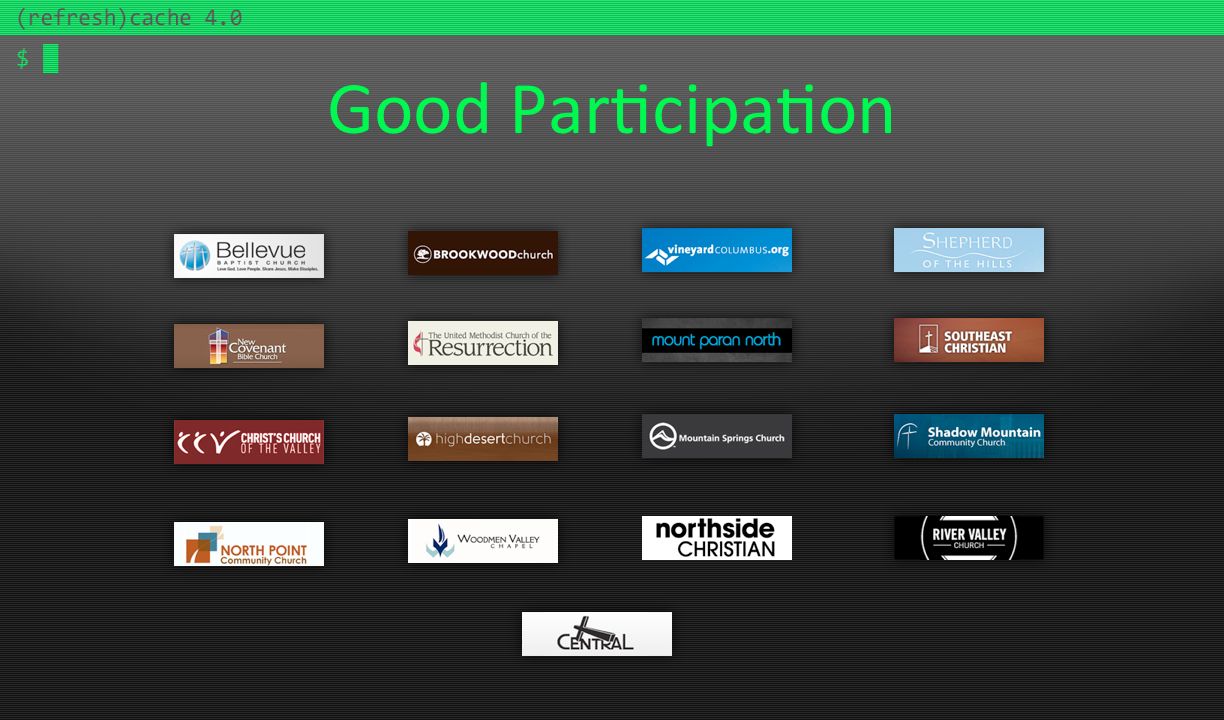 (refresh)cache 4.0
$
Good Participation
Bellevue
BAPTIST CHURCH
Love God. Love People. Share Jesus. Make Disciples.
BROOKWOODchurch
vineyardCOLUMBUS.org
SHEPHERD
OF THE HILLS
New
Covenant
Bible Church
The United Methodist Church of the
Resurrection
mount paran north
SOUTHEAST
CHRISTIAN
CCV CHRIST'S CHURCH
OF THE VALLEY
highdesertchurch
Mountain Springs Church
Shadow Mountain
Community Church
NORTH POINT
Community Church
WOODMEN VALLEY
CHAPEL
northside
CHRISTIAN
RIVER VALLEY
CHURCH
CENTRAL